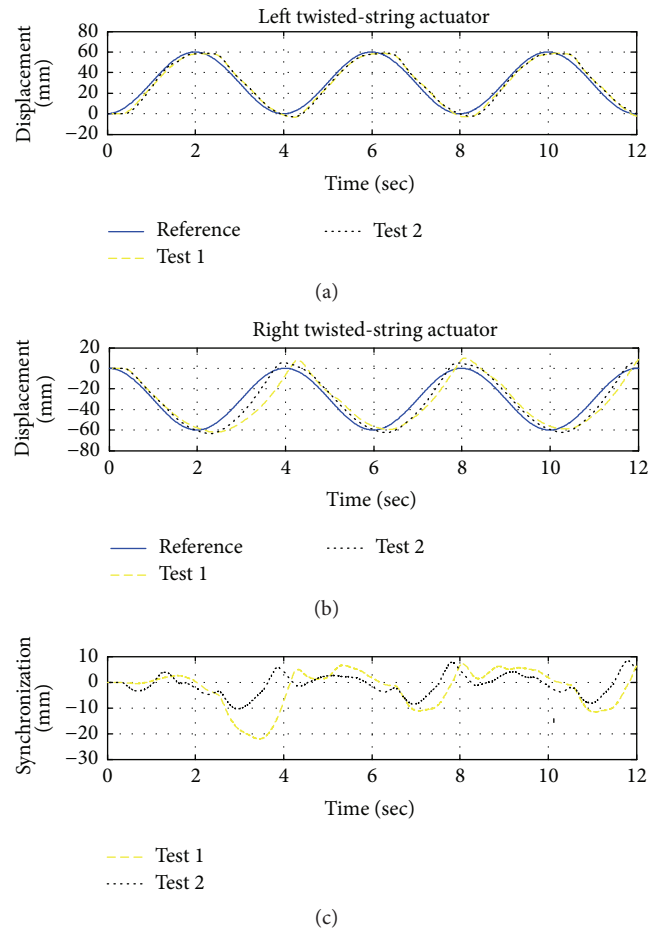 Left twisted-string actuator
Displacement
(mm)
80
60
40
20
0
−20
0 2 4 6 8 10 12
Time (sec)
Reference
Test 1
Test 2
(a)
Right twisted-string actuator
Displacement
(mm)
20
0
−20
−40
−60
−80
0 2 4 6 8 10 12
Time (sec)
Reference
Test 1
Test 2
(b)
Synchronization
(mm)
10
0
−10
−20
−30
0 2 4 6 8 10 12
Time (sec)
Test 1
Test 2
(c)